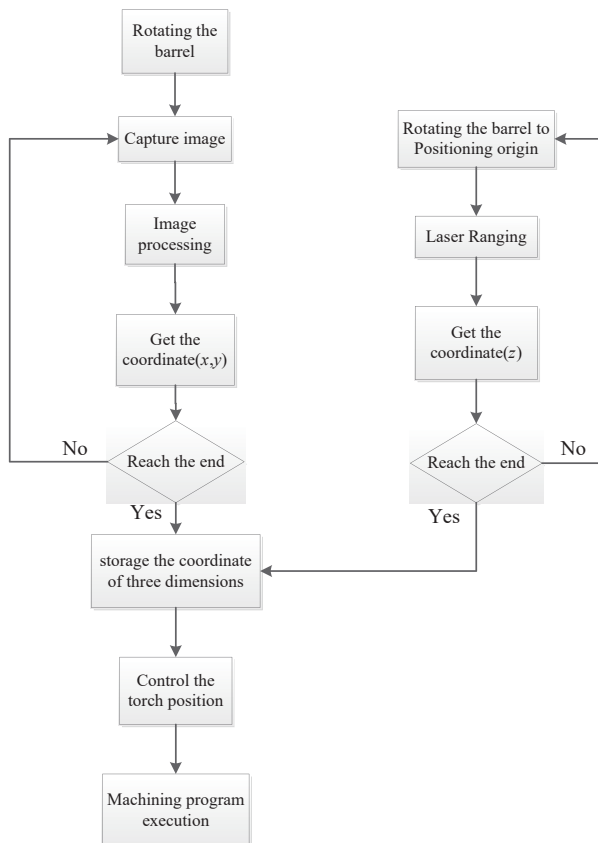 Rotating the
barrel
Capture image
Image
processing
Get the
coordinate(x,y)
Reach the end
No
Yes
storage the coordinate
of three dimensions
Control the
torch position
Machining program
execution
Rotating the barrel to
Positioning origin
Laser Ranging
Get the
coordinate(z)
Reach the end
No
Yes